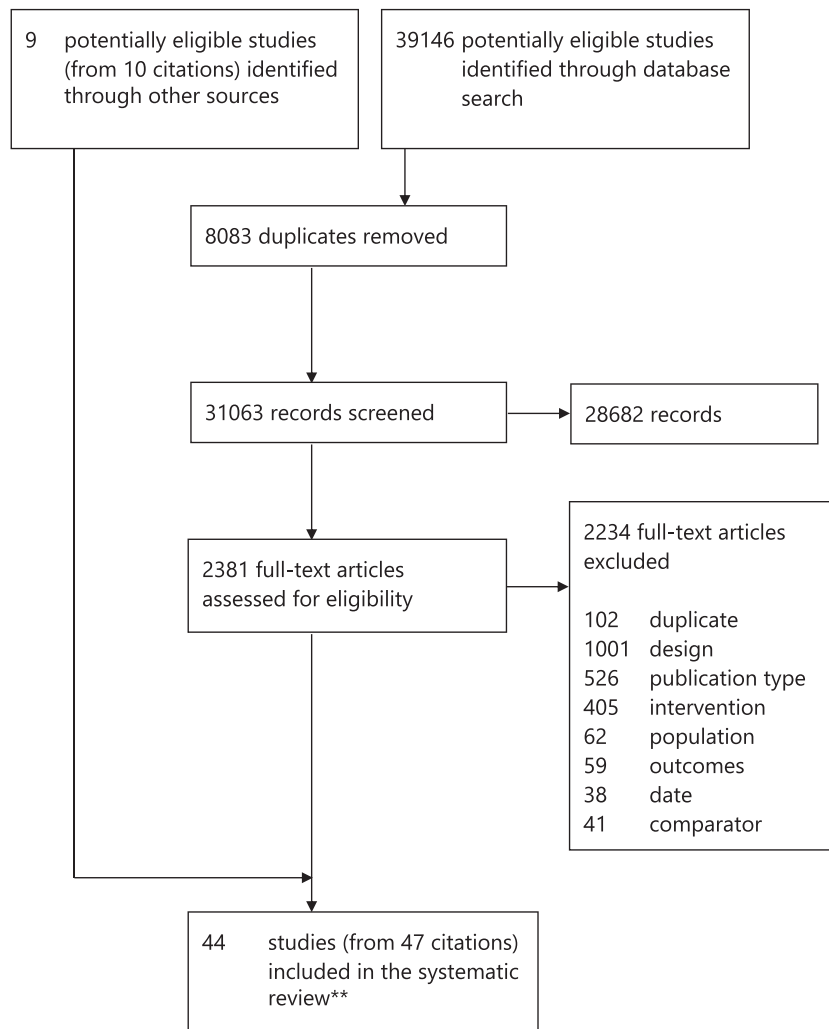 9 potentially eligible studies
(from 10 citations) identified
through other sources
39146 potentially eligible studies
identified through database
search
8083 duplicates removed
31063 records screened
28682 records
2381 full-text articles
assessed for eligibility
2234 full-text articles
excluded
102 duplicate
1001 design
526 publication type
405 intervention
62 population
59 outcomes
38 date
41 comparator
44 studies (from 47 citations)
included in the systematic
review**